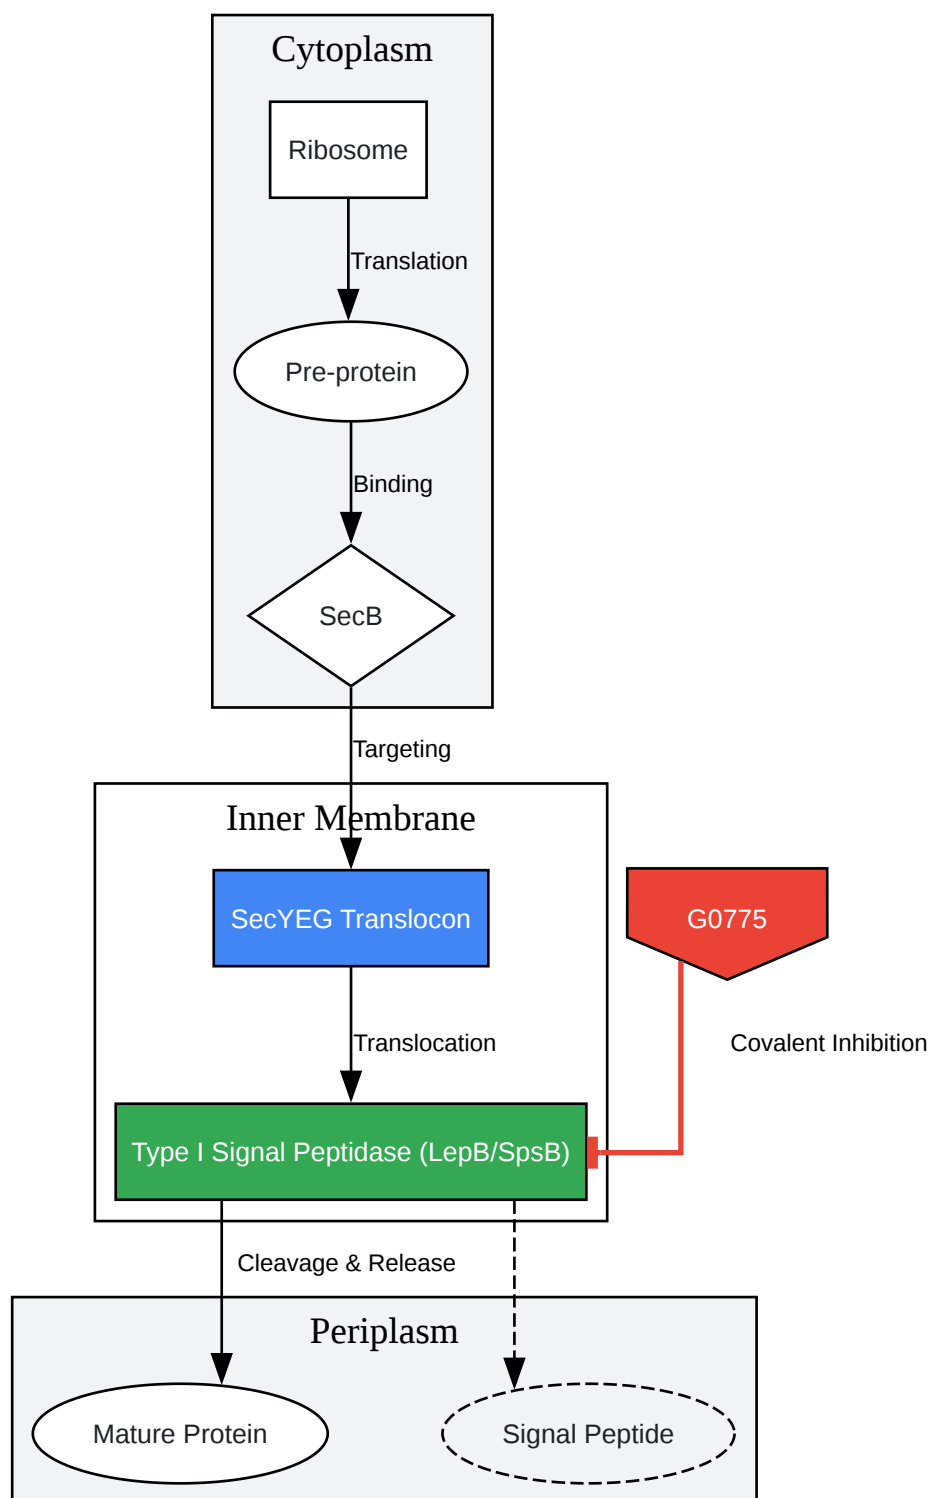 Cytoplasm
Ribosome
Translation
Pre-protein
Binding
SecB
Targeting
Inner Membrane
SecYEG Translocon
G0775
Translocation
Covalent Inhibition
Type I Signal Peptidase (LepB/SpsB)
Cleavage & Release
Periplasm
Mature Protein
Signal Peptide